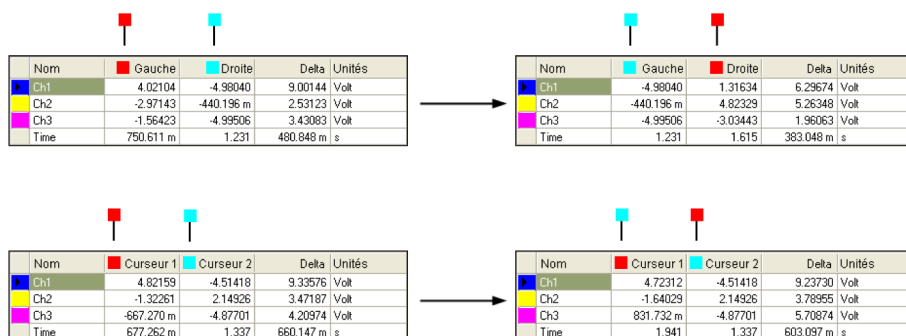 Nom Gauche Droite Delta Unités
Ch1 4.02104 -4.98040 9.00144 Volt
Ch2 -2.97143 -440.196 m 2.53123 Volt
Ch3 -1.56423 -4.99506 3.43083 Volt
Time 750.611 m 1.231 480.848 m s
Nom Gauche Droite Delta Unités
Ch1 -4.98040 1.31634 6.29674 Volt
Ch2 -440.196 m 4.82329 5.26348 Volt
Ch3 -4.99506 -3.03443 1.96063 Volt
Time 1.231 1.615 383.048 m s
Nom Curseur 1 Curseur 2 Delta Unités
Ch1 4.82159 -4.51418 9.33576 Volt
Ch2 -1.32261 2.14926 3.47187 Volt
Ch3 -667.270 m -4.87701 4.20974 Volt
Time 677.262 m 1.337 660.147 m s
Nom Curseur 1 Curseur 2 Delta Unités
Ch1 4.72312 -4.51418 9.23730 Volt
Ch2 -1.64029 2.14926 3.78955 Volt
Ch3 831.732 m -4.87701 5.70874 Volt
Time 1.941 1.337 603.097 m s